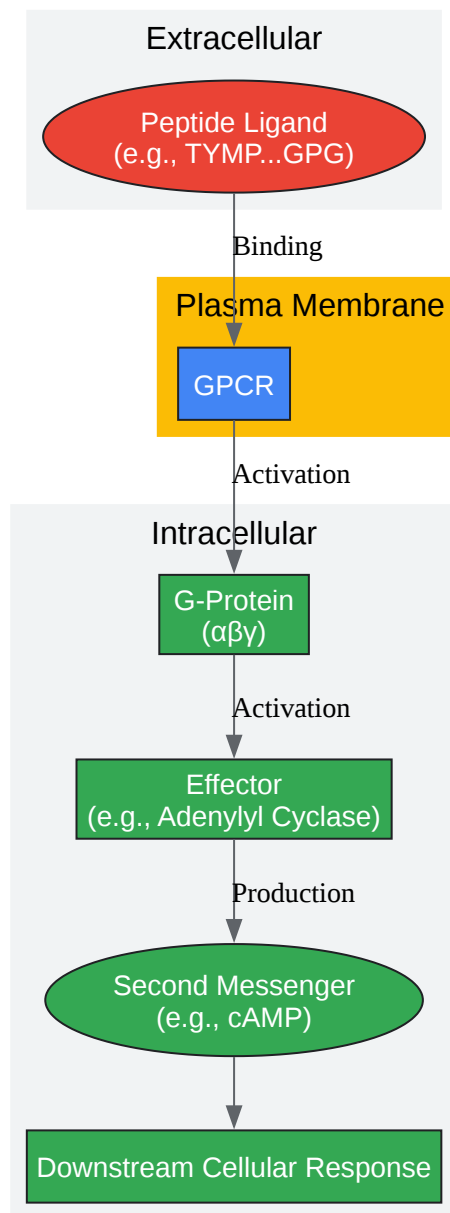 Extracellular
Peptide Ligand
(e.g., TYMP...GPG)
Binding
Plasma Membrane
GPCR
Activation
Intracellular
G-Protein
(αβγ)
Activation
Effector
(e.g., Adenylyl Cyclase)
Production
Second Messenger
(e.g., cAMP)
Downstream Cellular Response